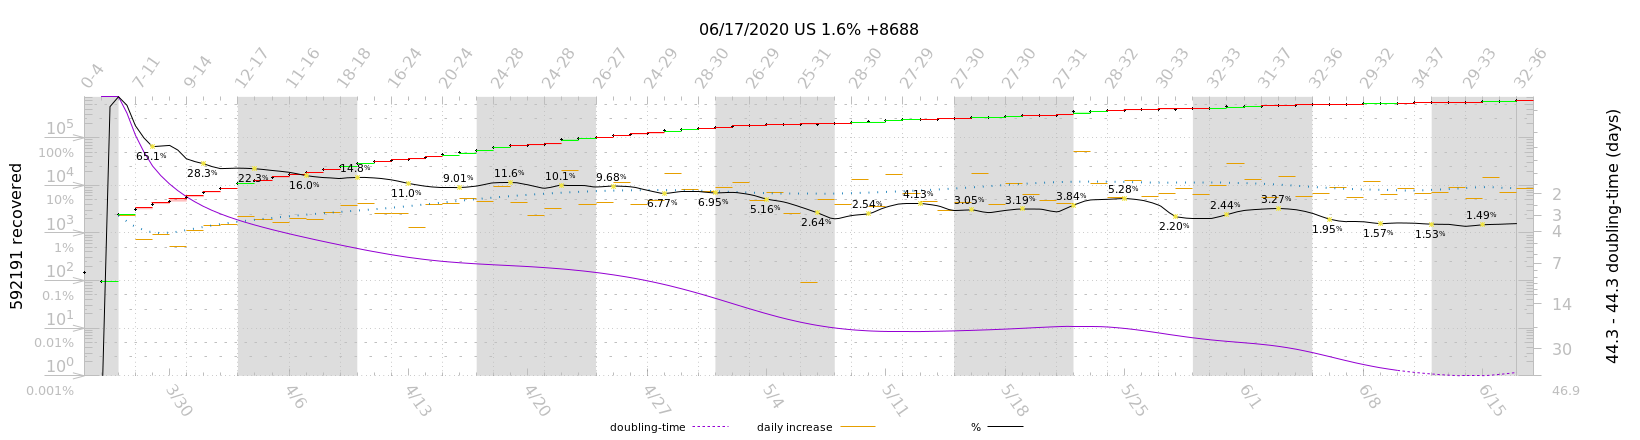 06/17/2020 US 1.6% +8688
0-4 7-11 9-14 12-17 11-16 18-18 16-24 20-24 24-28 24-28 26-27 24-29 28-30 26-29 25-31 28-30 27-29 27-30 27-30 27-31 28-32 30-33 32-33 31-37 32-36 29-32 34-37 29-33 32-36
10⁵
100%
10⁴
10%
10³
1%
10²
0.1%
10¹
0.01%
10⁰
0.001%
592191 recovered
65.1% 28.3% 22.3% 16.0% 14.8% 11.0% 9.01% 11.6% 10.1% 9.68% 6.77% 6.95% 5.16% 2.64% 2.54% 4.13% 3.05% 3.19% 3.84% 5.28% 2.20% 2.44% 3.27% 1.95% 1.57% 1.53% 1.49%
2
3
4
7
14
30
46.9
44.3 - 44.3 doubling-time (days)
3/30 4/6 4/13 4/20 4/27 5/4 5/11 5/18 5/25 6/1 6/8 6/15
doubling-time daily increase %